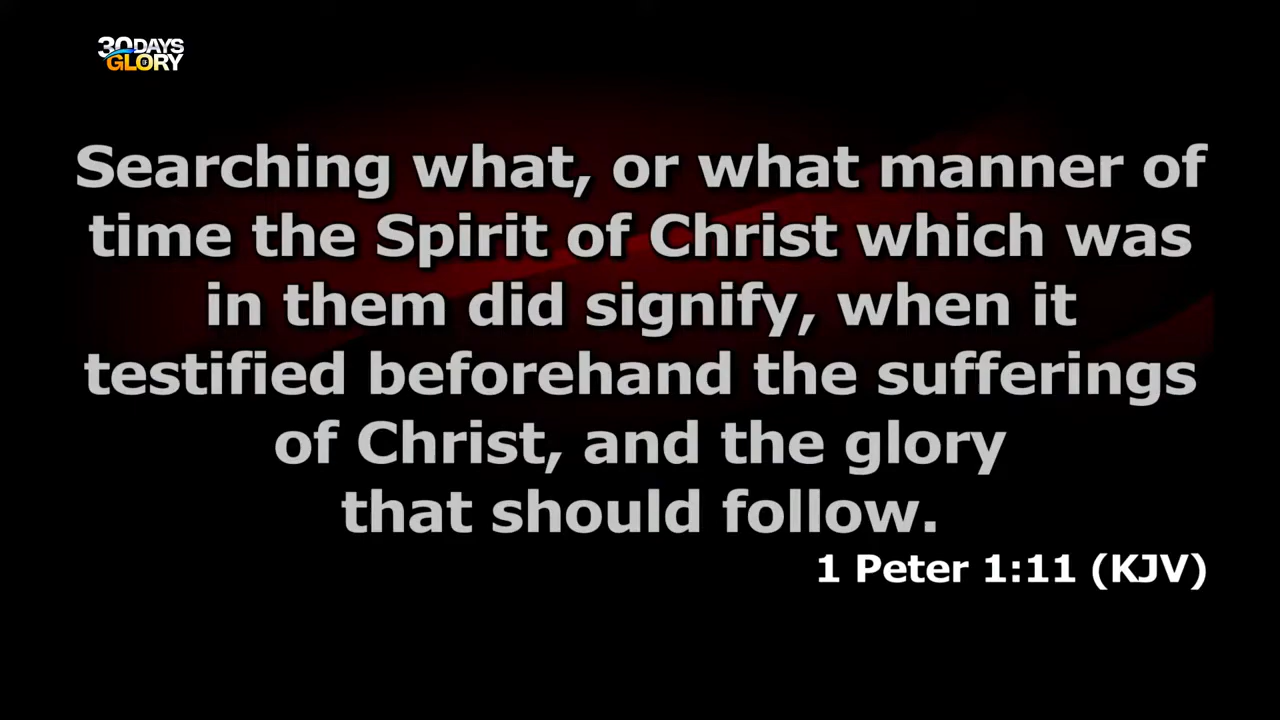 30DAYS
OF GLORY
Searching what, or what manner of
time the Spirit of Christ which was
in them did signify, when it
testified beforehand the sufferings
of Christ, and the glory
that should follow.
1 Peter 1:11 (KJV)